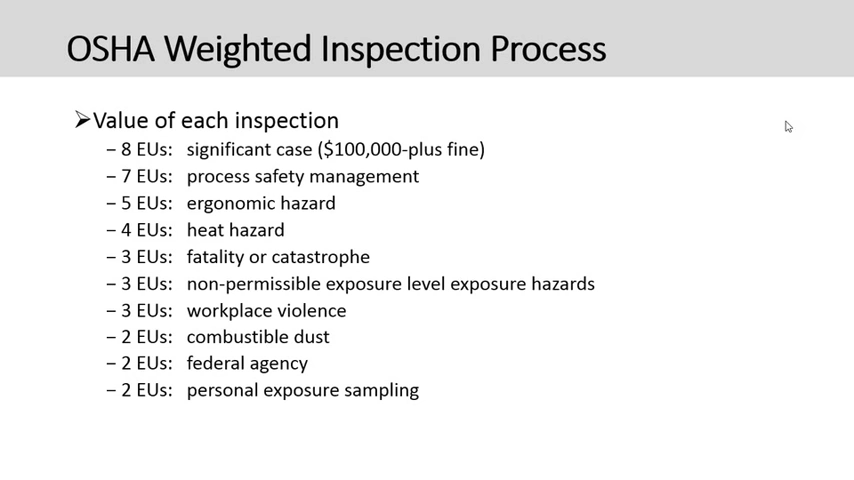 OSHA Weighted Inspection Process
➢Value of each inspection
– 8 EUs: significant case ($100,000-plus fine)
– 7 EUs: process safety management
– 5 EUs: ergonomic hazard
– 4 EUs: heat hazard
– 3 EUs: fatality or catastrophe
– 3 EUs: non-permissible exposure level exposure hazards
– 3 EUs: workplace violence
– 2 EUs: combustible dust
– 2 EUs: federal agency
– 2 EUs: personal exposure sampling